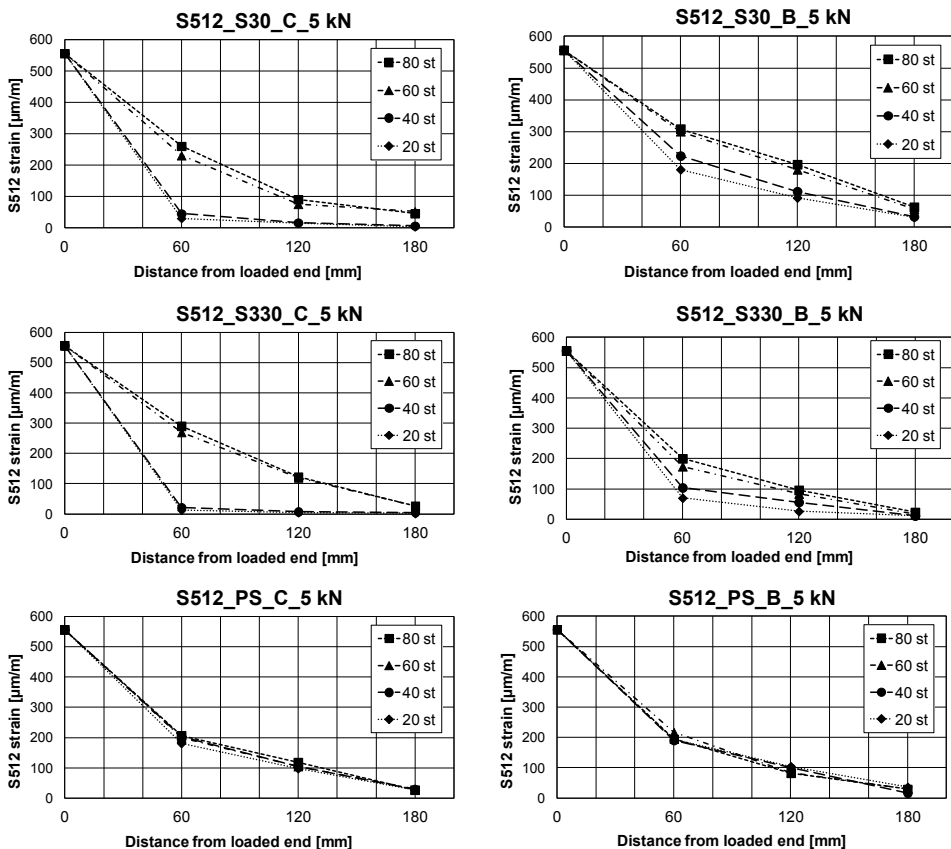 S512_S30_C_5 kN
S512 strain [µm/m]
600
500
400
300
200
100
0
80 st
60 st
40 st
20 st
0 60 120 180
Distance from loaded end [mm]
S512_S30_B_5 kN
S512 strain [µm/m]
600
500
400
300
200
100
0
80 st
60 st
40 st
20 st
0 60 120 180
Distance from loaded end [mm]
S512_S330_C_5 kN
S512 strain [µm/m]
600
500
400
300
200
100
0
80 st
60 st
40 st
20 st
0 60 120 180
Distance from loaded end [mm]
S512_S330_B_5 kN
S512 strain [µm/m]
600
500
400
300
200
100
0
80 st
60 st
40 st
20 st
0 60 120 180
Distance from loaded end [mm]
S512_PS_C_5 kN
S512 strain [µm/m]
600
500
400
300
200
100
0
80 st
60 st
40 st
20 st
0 60 120 180
Distance from loaded end [mm]
S512_PS_B_5 kN
S512 strain [µm/m]
600
500
400
300
200
100
0
80 st
60 st
40 st
20 st
0 60 120 180
Distance from loaded end [mm]